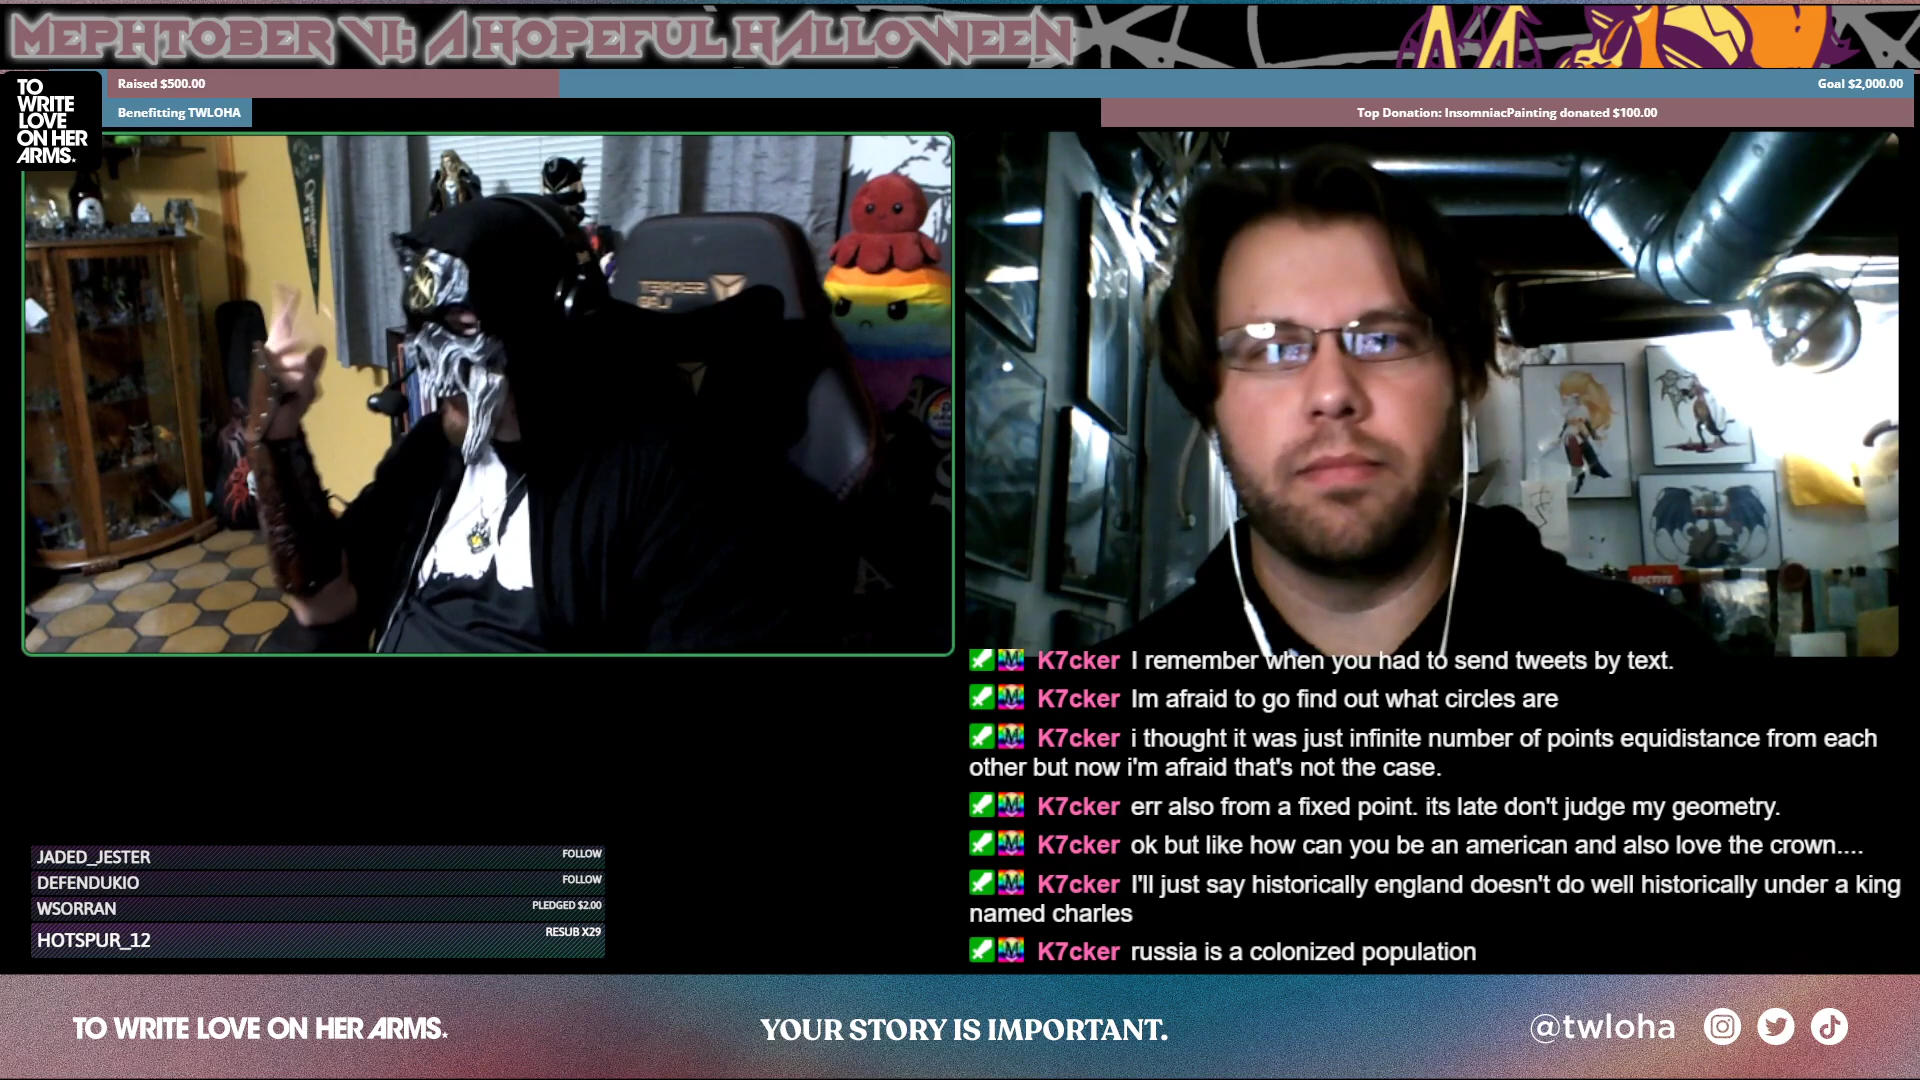 MEPHTOBER VI: A HOPEFUL HALLOWEEN
TO
WRITE
LOVE
ON HER
ARMS.
Raised $500.00
Goal $2,000.00
Benefitting TWLOHA
Top Donation: InsomniacPainting donated $100.00
SECRET
LAB
LOCTITE
K7cker I remember when you had to send tweets by text.
K7cker Im afraid to go find out what circles are
K7cker i thought it was just infinite number of points equidistance from each
other but now i'm afraid that's not the case.
K7cker err also from a fixed point. its late don't judge my geometry.
K7cker ok but like how can you be an american and also love the crown....
K7cker I'll just say historically england doesn't do well historically under a king
named charles
K7cker russia is a colonized population
JADED_JESTER FOLLOW
DEFENDUKIO FOLLOW
WSORRAN PLEDGED $2.00
HOTSPUR_12 RESUB X29
TO WRITE LOVE ON HER ARMS.
YOUR STORY IS IMPORTANT.
@twloha